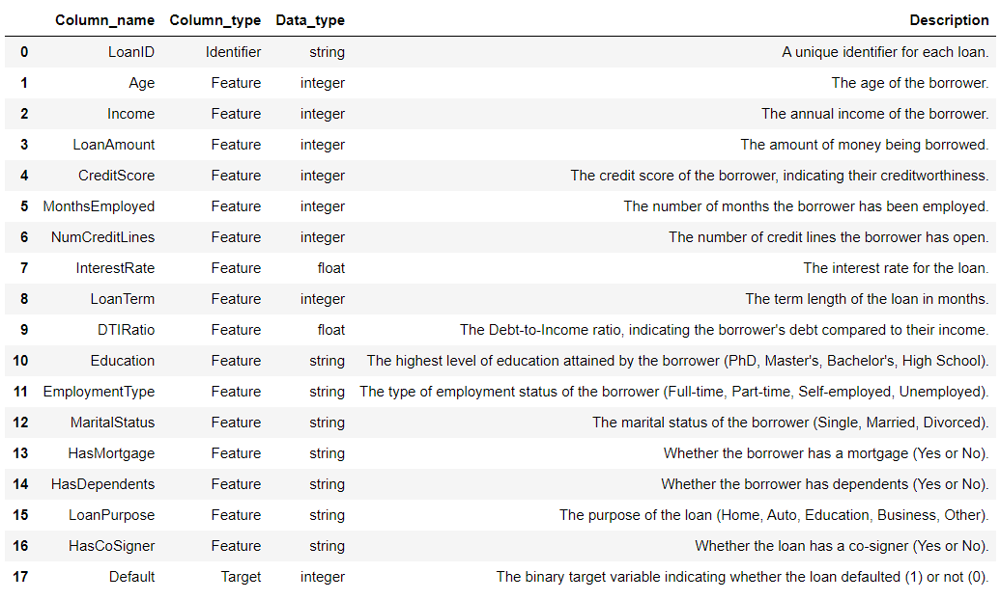 Column_name Column_type Data_type Description
0 LoanID Identifier string A unique identifier for each loan.
1 Age Feature integer The age of the borrower.
2 Income Feature integer The annual income of the borrower.
3 LoanAmount Feature integer The amount of money being borrowed.
4 CreditScore Feature integer The credit score of the borrower, indicating their creditworthiness.
5 MonthsEmployed Feature integer The number of months the borrower has been employed.
6 NumCreditLines Feature integer The number of credit lines the borrower has open.
7 InterestRate Feature float The interest rate for the loan.
8 LoanTerm Feature integer The term length of the loan in months.
9 DTIRatio Feature float The Debt-to-Income ratio, indicating the borrower's debt compared to their income.
10 Education Feature string The highest level of education attained by the borrower (PhD, Master's, Bachelor's, High School).
11 EmploymentType Feature string The type of employment status of the borrower (Full-time, Part-time, Self-employed, Unemployed).
12 MaritalStatus Feature string The marital status of the borrower (Single, Married, Divorced).
13 HasMortgage Feature string Whether the borrower has a mortgage (Yes or No).
14 HasDependents Feature string Whether the borrower has dependents (Yes or No).
15 LoanPurpose Feature string The purpose of the loan (Home, Auto, Education, Business, Other).
16 HasCoSigner Feature string Whether the loan has a co-signer (Yes or No).
17 Default Target integer The binary target variable indicating whether the loan defaulted (1) or not (0).